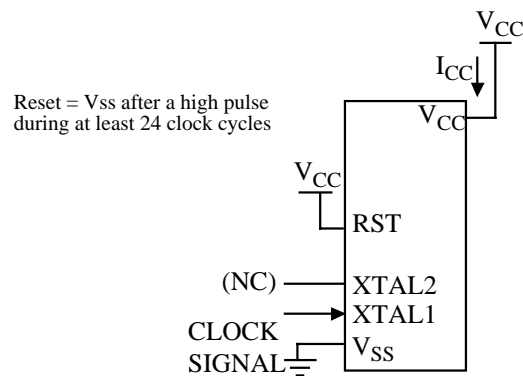 V_CC
I_CC
Reset = Vss after a high pulse
during at least 24 clock cycles
V_CC
V_CC
RST
(NC)
XTAL2
XTAL1
CLOCK
SIGNAL
V_SS